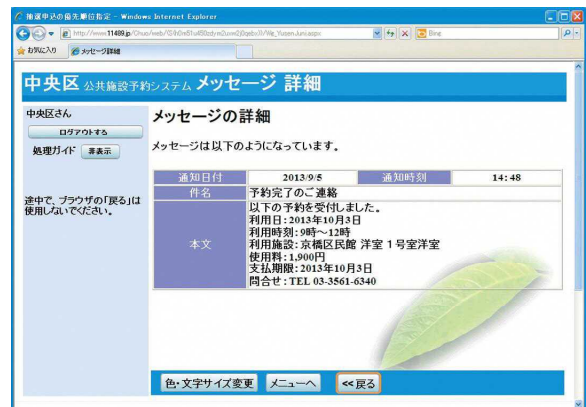 抽選申込の優先順位指定 - Windows Internet Explorer
Bing
お気に入り メッセージ詳細
中央区 公共施設予約システム メッセージ 詳細
中央区さん
ログアウトする
処理ガイド 非表示
途中で、ブラウザの「戻る」は
使用しないでください。
メッセージの詳細
メッセージは以下のようになっています。
通知日付 2013/9/5 通知時刻 14:48
件名 予約完了のご連絡
本文
以下の予約を受付しました。
利用日:2013年10月3日
利用時刻:9時～12時
利用施設:京橋区民館 洋室1号室洋室
使用料:1,900円
支払期限:2013年10月3日
問合せ:TEL 03-3561-6340
色・文字サイズ変更 メニューへ <<戻る